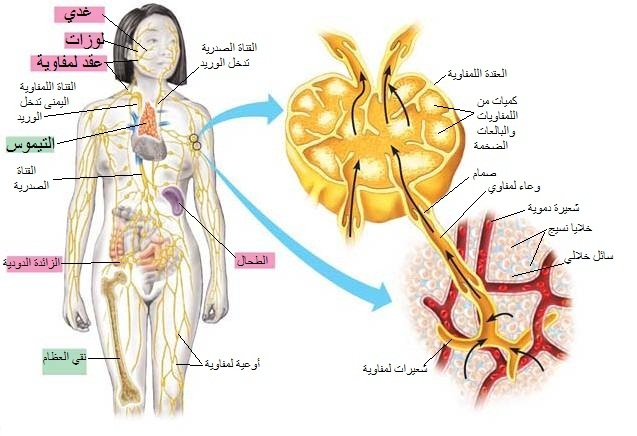 غدي
لوزات
عقد لمفاوية
القناة الصدرية
تدخل الوريد
القناة اللمفاوية
اليمنى تدخل
الوريد
التيموس
القناة
الصدرية
الزائدة الدودية
الطحال
نقي العظام
أوعية لمفاوية
العقدة اللمفاوية
كميات من
اللمفاويات
والبالعات
الضخمة
صمام
وعاء لمفاوي
شعيرة دموية
خلايا نسيج
سائل خلالي
شعيرات لمفاوية